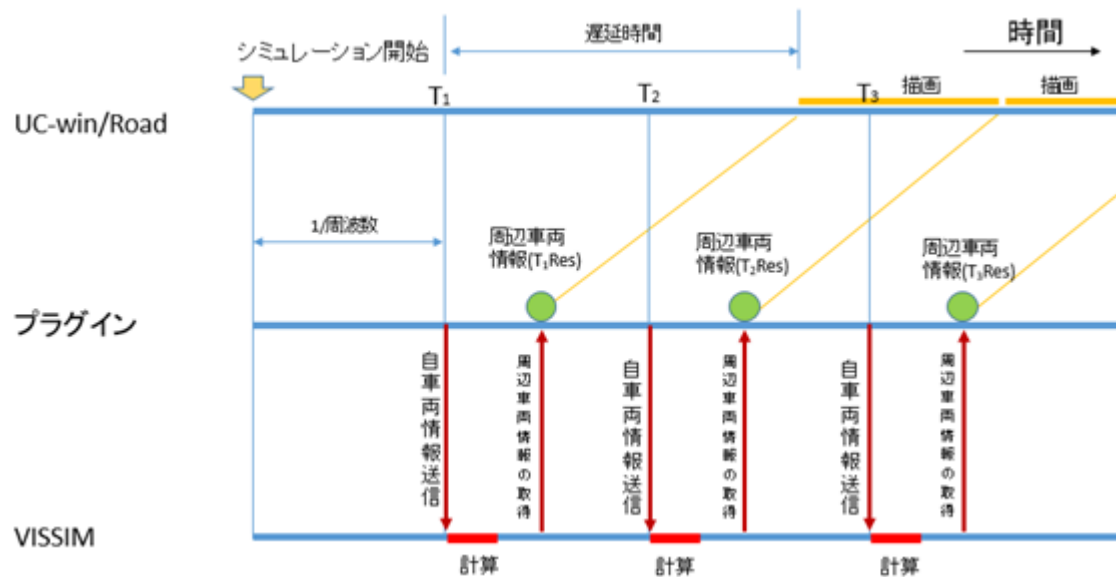 シミュレーション開始
遅延時間
時間
T₁
T₂
T₃
描画
描画
UC-win/Road
1/周波数
周辺車両
情報(T₁Res)
周辺車両
情報(T₂Res)
周辺車両
情報(T₃Res)
プラグイン
自車両情報送信
周辺車両情報の取得
自車両情報送信
周辺車両情報の取得
自車両情報送信
周辺車両情報の取得
VISSIM
計算
計算
計算